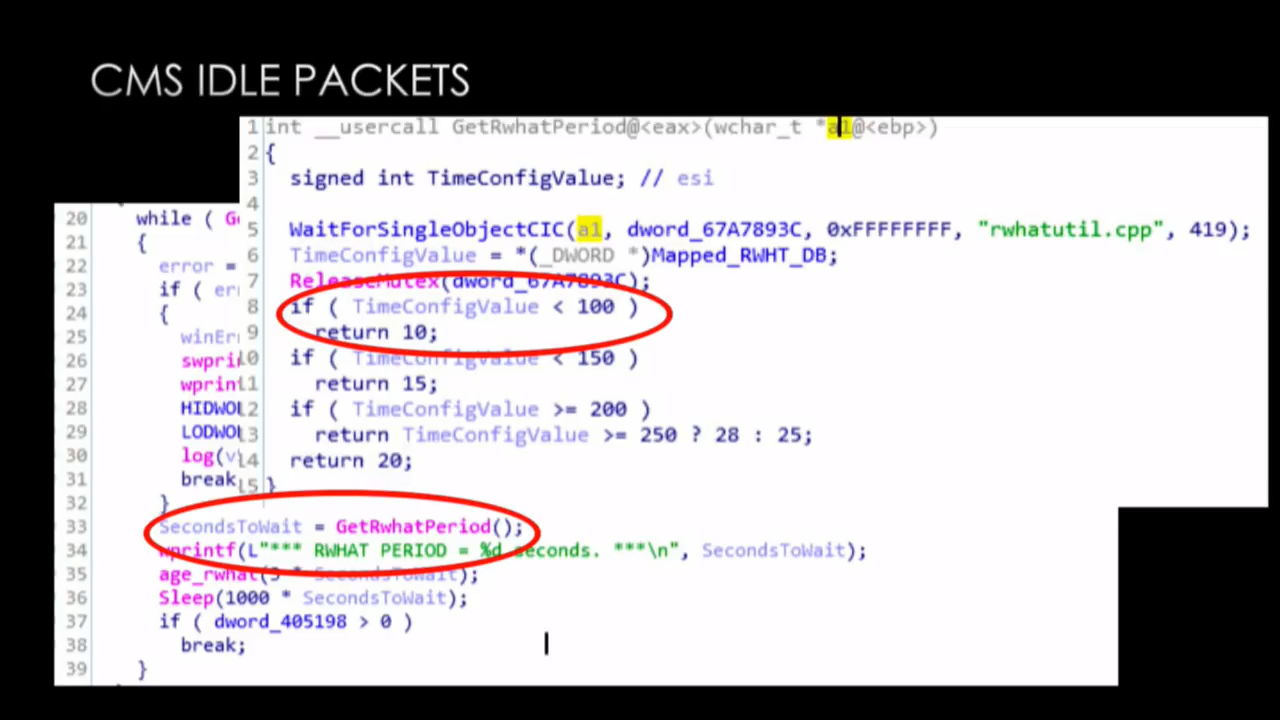 CMS IDLE PACKETS
1 int __usercall GetRwhatPeriod@<eax>(wchar_t *a1@<ebp>)
2 {
3 signed int TimeConfigValue; // esi
4
5 WaitForSingleObjectCIC(a1, dword_67A7893C, 0xFFFFFFFF, "rwhatutil.cpp", 419);
6 TimeConfigValue = *(_DWORD *)Mapped_RWHT_DB;
7 ReleaseMutex(dword_67A7893C);
8 if ( TimeConfigValue < 100 )
9 return 10;
10 if ( TimeConfigValue < 150 )
11 return 15;
12 if ( TimeConfigValue >= 200 )
13 return TimeConfigValue >= 250 ? 28 : 25;
14 return 20;
15 }
20 while ( G
21 {
22 error =
23 if ( er
24 {
25 winEr
26 swpri
27 wprin
28 HIDWO
29 LODWO
30 log(v
31 break
32 }
33 SecondsToWait = GetRwhatPeriod();
34 wprintf(L"*** RWHAT PERIOD = %d seconds. ***\n", SecondsToWait);
35 age_rwhat(3 * SecondsToWait);
36 Sleep(1000 * SecondsToWait);
37 if ( dword_405198 > 0 )
38 break;
39 }